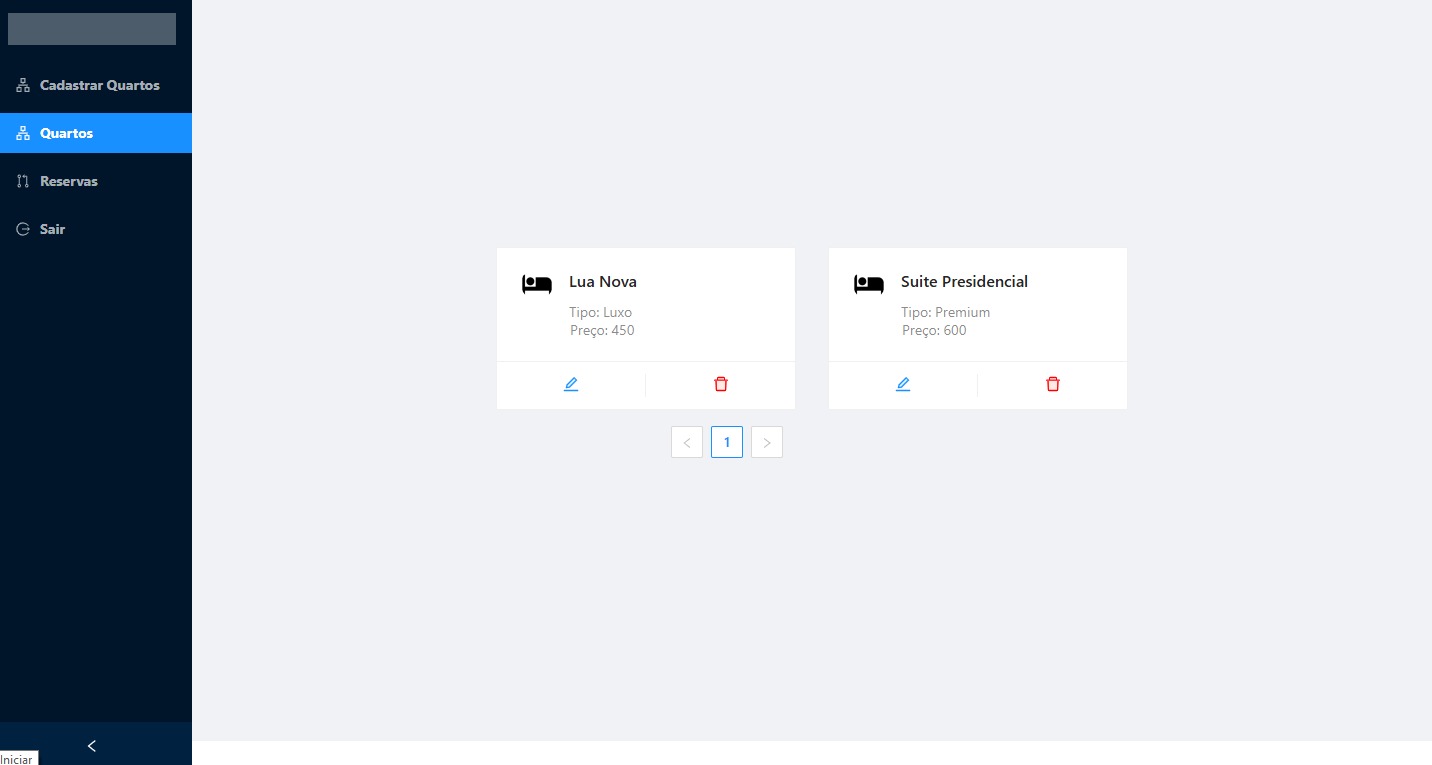 Cadastrar Quartos
Quartos
Reservas
Sair
Lua Nova
Tipo: Luxo
Preço: 450
Suite Presidencial
Tipo: Premium
Preço: 600
1
Iniciar